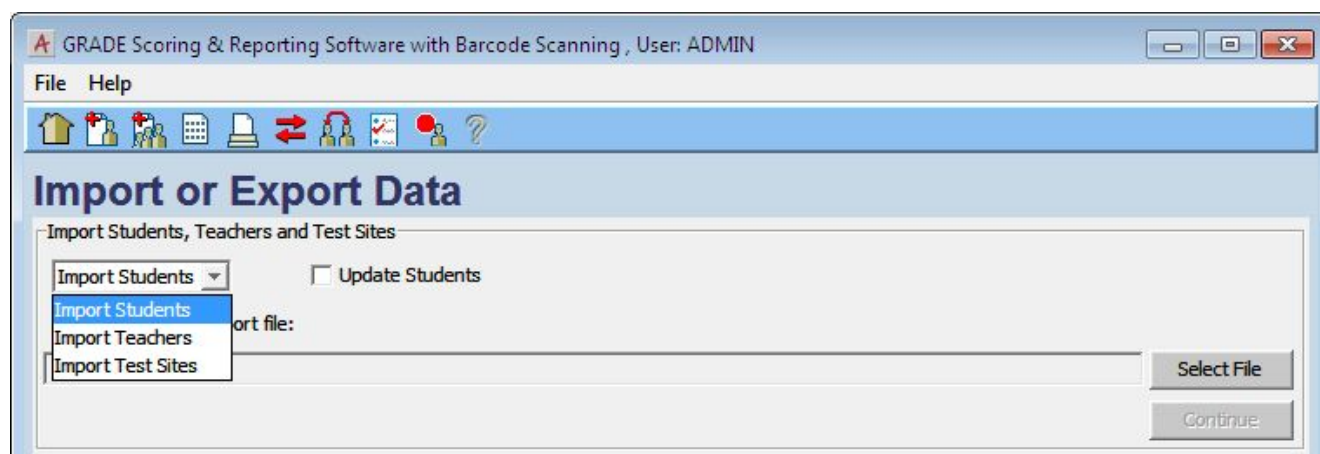 GRADE Scoring & Reporting Software with Barcode Scanning , User: ADMIN
File Help
Import or Export Data
Import Students, Teachers and Test Sites
Import Students Update Students
Import Students
ort file:
Import Teachers
Import Test Sites
Select File
Continue